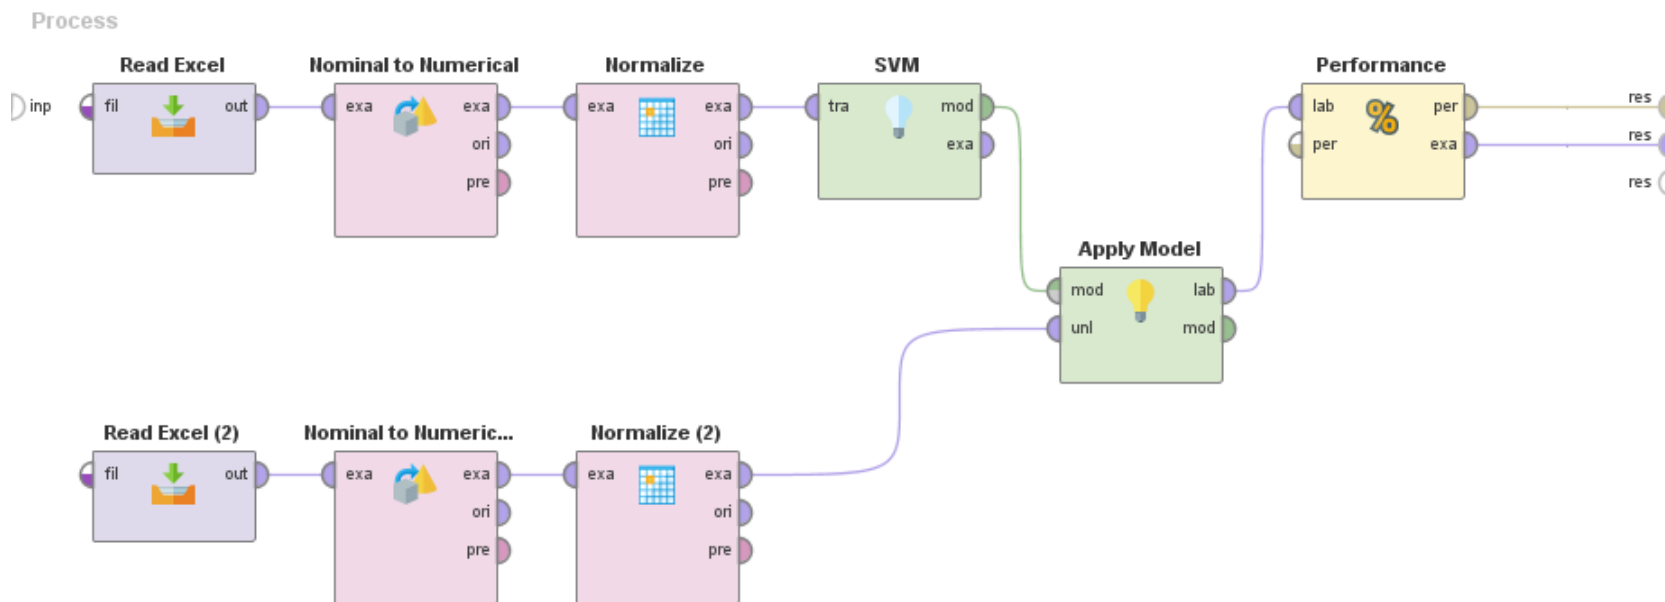 Process
Read Excel
Nominal to Numerical
Normalize
SVM
Performance
inp
fil
out
exa
exa
ori
pre
exa
exa
ori
pre
tra
mod
exa
lab
per
per
exa
res
res
res
Apply Model
mod
lab
unl
mod
Read Excel (2)
Nominal to Numeric...
Normalize (2)
fil
out
exa
exa
ori
pre
exa
exa
ori
pre
%